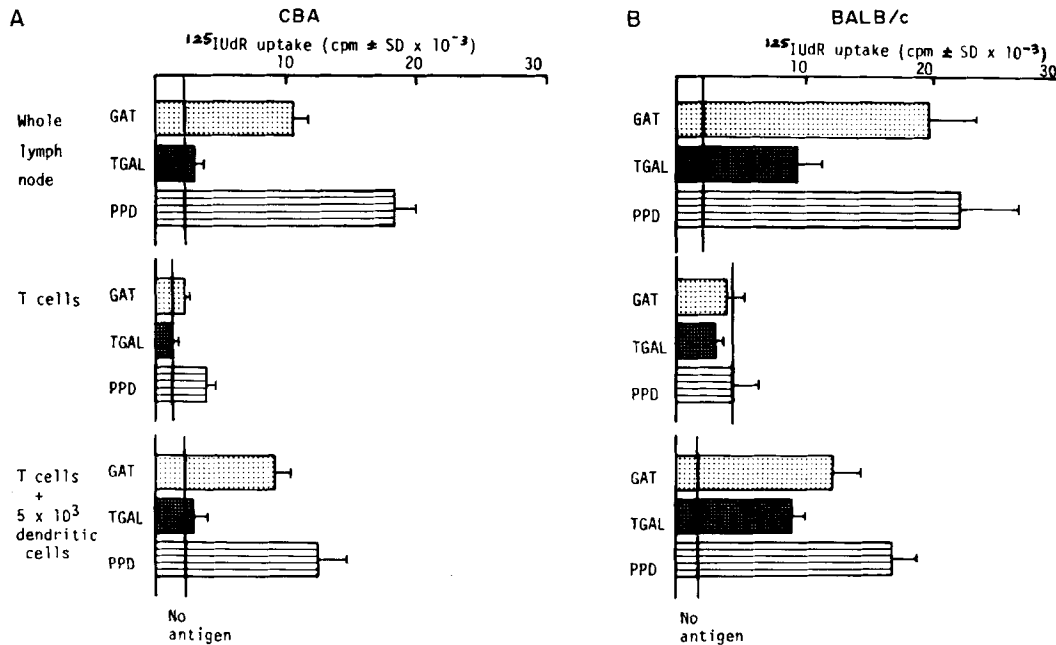 A
CBA
¹²⁵IUdR uptake (cpm ± SD x 10⁻³)
10 20 30
Whole
lymph
node
GAT
TGAL
PPD
T cells
GAT
TGAL
PPD
T cells
+
5 x 10³
dendritic
cells
GAT
TGAL
PPD
No
antigen
B
BALB/c
¹²⁵IUdR uptake (cpm ± SD x 10⁻³)
10 20 30
GAT
TGAL
PPD
GAT
TGAL
PPD
GAT
TGAL
PPD
No
antigen